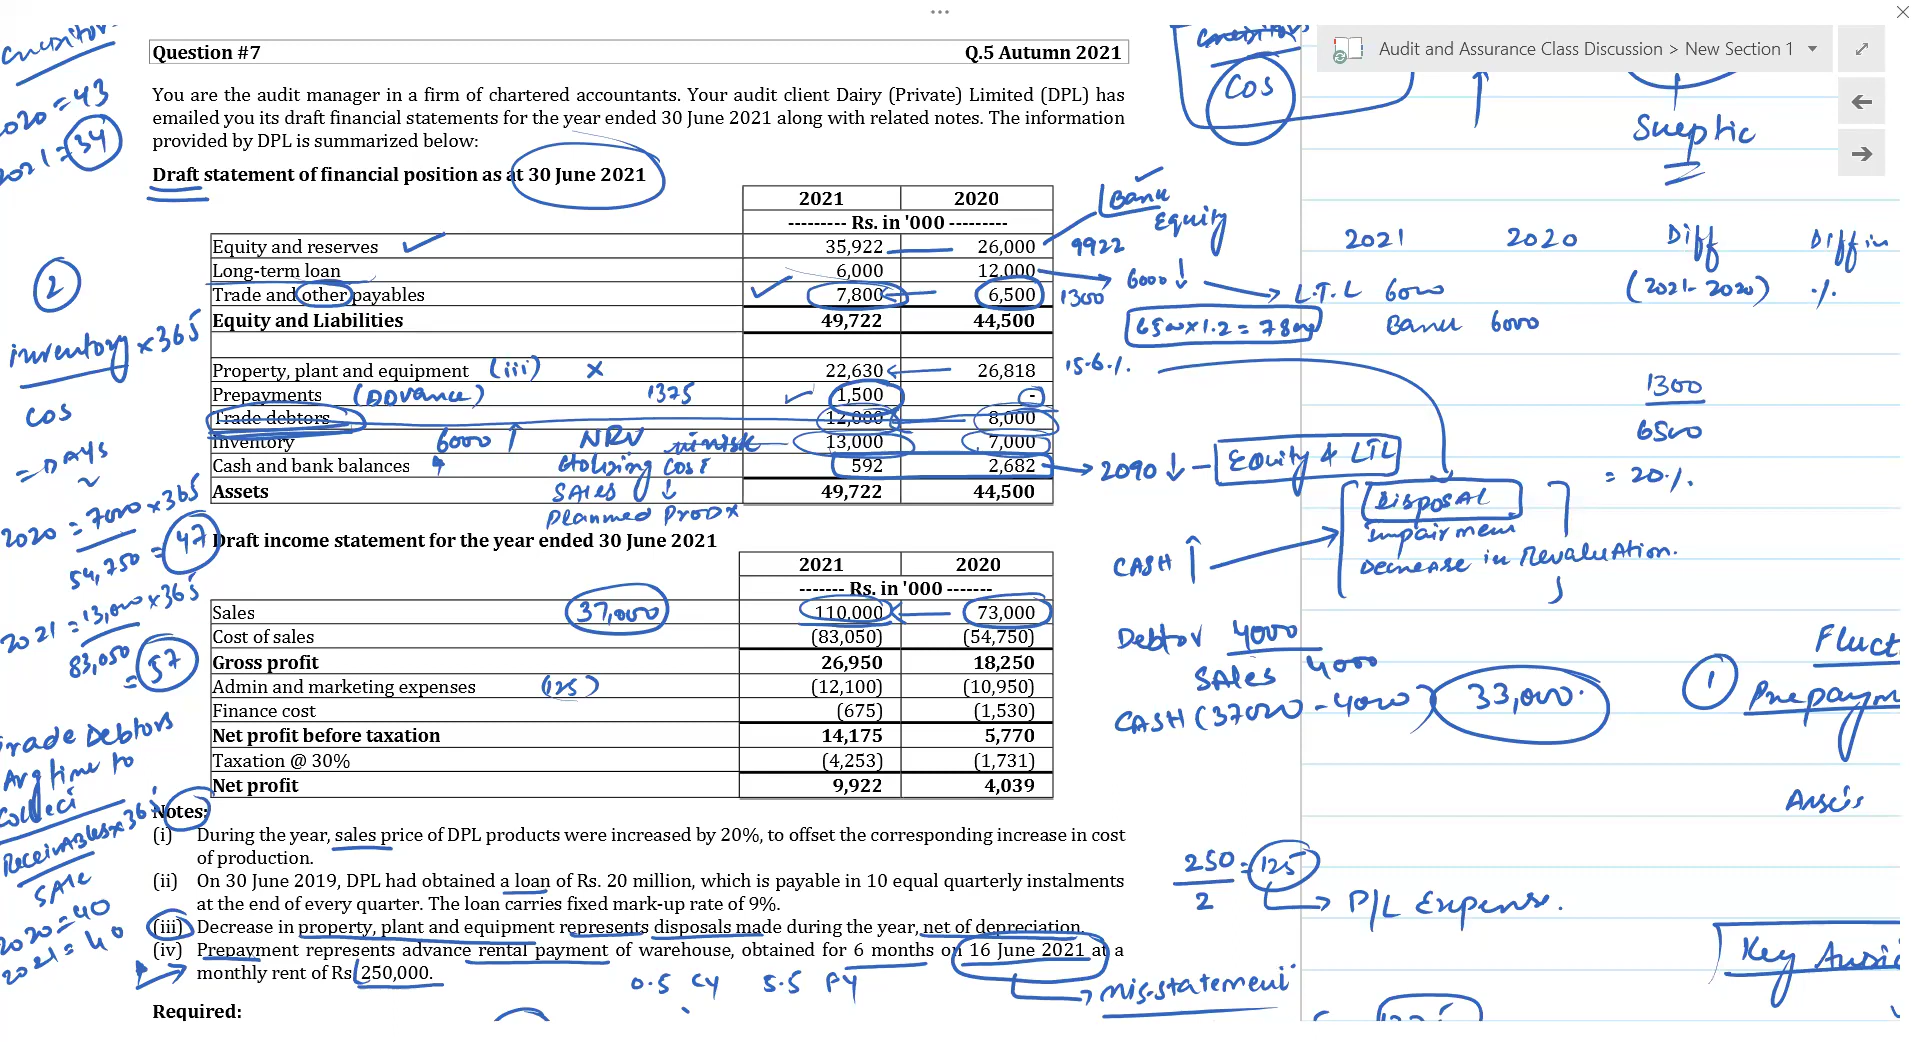 Audit and Assurance Class Discussion > New Section 1
Creditor
2020 = 43
2021 = 34
Question #7 Q.5 Autumn 2021
You are the audit manager in a firm of chartered accountants. Your audit client Dairy (Private) Limited (DPL) has
emailed you its draft financial statements for the year ended 30 June 2021 along with related notes. The information
provided by DPL is summarized below:
Draft statement of financial position as at 30 June 2021
2021 2020
--------- Rs. in '000 ---------
Equity and reserves 35,922 26,000
Long-term loan 6,000 12,000
Trade and other payables 7,800 6,500
Equity and Liabilities 49,722 44,500
Property, plant and equipment (iii) x 22,630 26,818
Prepayments (Advance) 1375 1,500 -
Trade debtors 12,000 8,000
Inventory 6000 NRV 13,000 7,000
Cash and bank balances 592 2,682
Assets 49,722 44,500
Holding Cost
Sales
Planned Prod x
Draft income statement for the year ended 30 June 2021
2021 2020
------- Rs. in '000 -------
Sales 37,000 110,000 73,000
Cost of sales (83,050) (54,750)
Gross profit 26,950 18,250
Admin and marketing expenses (125) (12,100) (10,950)
Finance cost (675) (1,530)
Net profit before taxation 14,175 5,770
Taxation @ 30% (4,253) (1,731)
Net profit 9,922 4,039
Notes:
(i) During the year, sales price of DPL products were increased by 20%, to offset the corresponding increase in cost
of production.
(ii) On 30 June 2019, DPL had obtained a loan of Rs. 20 million, which is payable in 10 equal quarterly instalments
at the end of every quarter. The loan carries fixed mark-up rate of 9%.
(iii) Decrease in property, plant and equipment represents disposals made during the year, net of depreciation.
(iv) Prepayment represents advance rental payment of warehouse, obtained for 6 months on 16 June 2021 at a
monthly rent of Rs. 250,000.
0.5 CY 5.5 PY
Required:
2
inventory x 365
COS
= DAYS
2020 = 7000 x 365
54,750 = 47
2021 = 13,000 x 365
83,050
= 57
Trade Debtors
Avg time to
Collect
Receivables x 365
Sale
2020 = 40
2021 = 40
COS
Skeptic
Bank
Equity
9922
6000 ↓
1300
L.T.L 6000
Bank 6000
6500 x 1.2 = 7800
15.6%
2021 2020 Diff Diff in
(2021-2020) %
1300
6500
= 20%
2090 ↓ - Equity & LTL
Disposal
Impairment
Decrease in Revaluation.
CASH ↑
Debtor 4000
Sales 4000
CASH (37000 - 4000) 33,000
Fluct
1 Prepaym
250 = 125
2
P/L Expense.
mis-statement